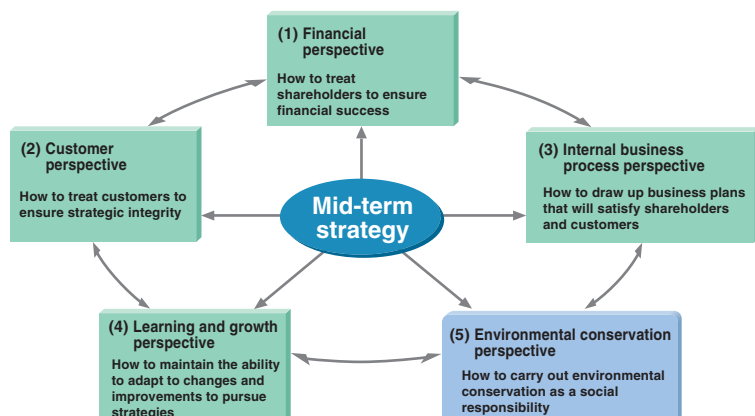 (1) Financial
perspective
How to treat
shareholders to ensure
financial success
(2) Customer
perspective
How to treat customers to
ensure strategic integrity
(3) Internal business
process perspective
How to draw up business plans
that will satisfy shareholders
and customers
Mid-term
strategy
(4) Learning and growth
perspective
How to maintain the ability
to adapt to changes and
improvements to pursue
strategies
(5) Environmental conservation
perspective
How to carry out environmental
conservation as a social
responsibility